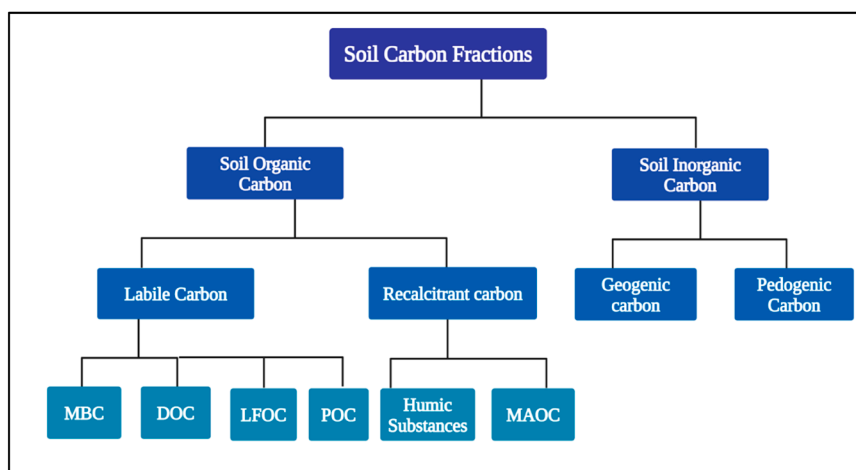 Soil Carbon Fractions
Soil Organic
Carbon
Soil Inorganic
Carbon
Labile Carbon
Recalcitrant carbon
Geogenic
carbon
Pedogenic
Carbon
MBC
DOC
LFOC
POC
Humic
Substances
MAOC